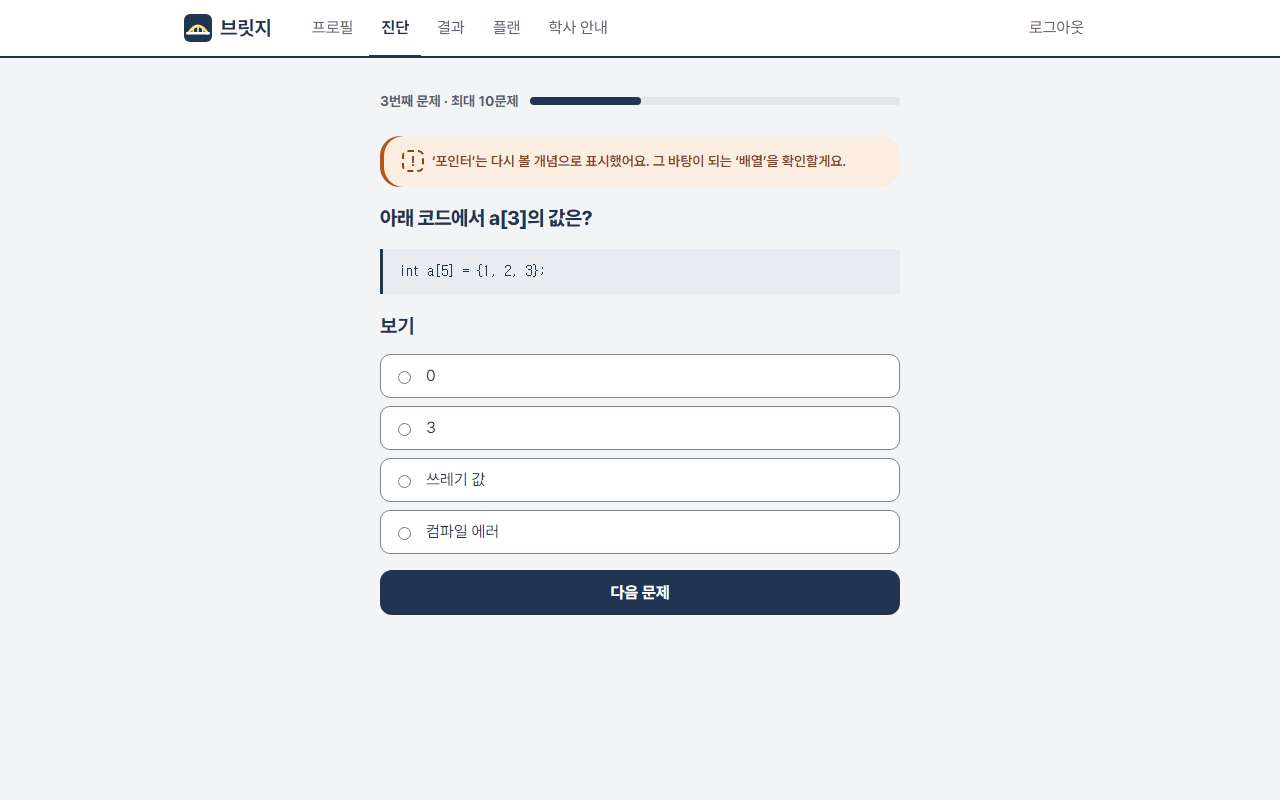 브릿지
프로필
진단
결과
플랜
학사 안내
로그아웃
3번째 문제 · 최대 10문제
! ‘포인터’는 다시 볼 개념으로 표시했어요. 그 바탕이 되는 ‘배열’을 확인할게요.
아래 코드에서 a[3]의 값은?
int a[5] = {1, 2, 3};
보기
0
3
쓰레기 값
컴파일 에러
다음 문제